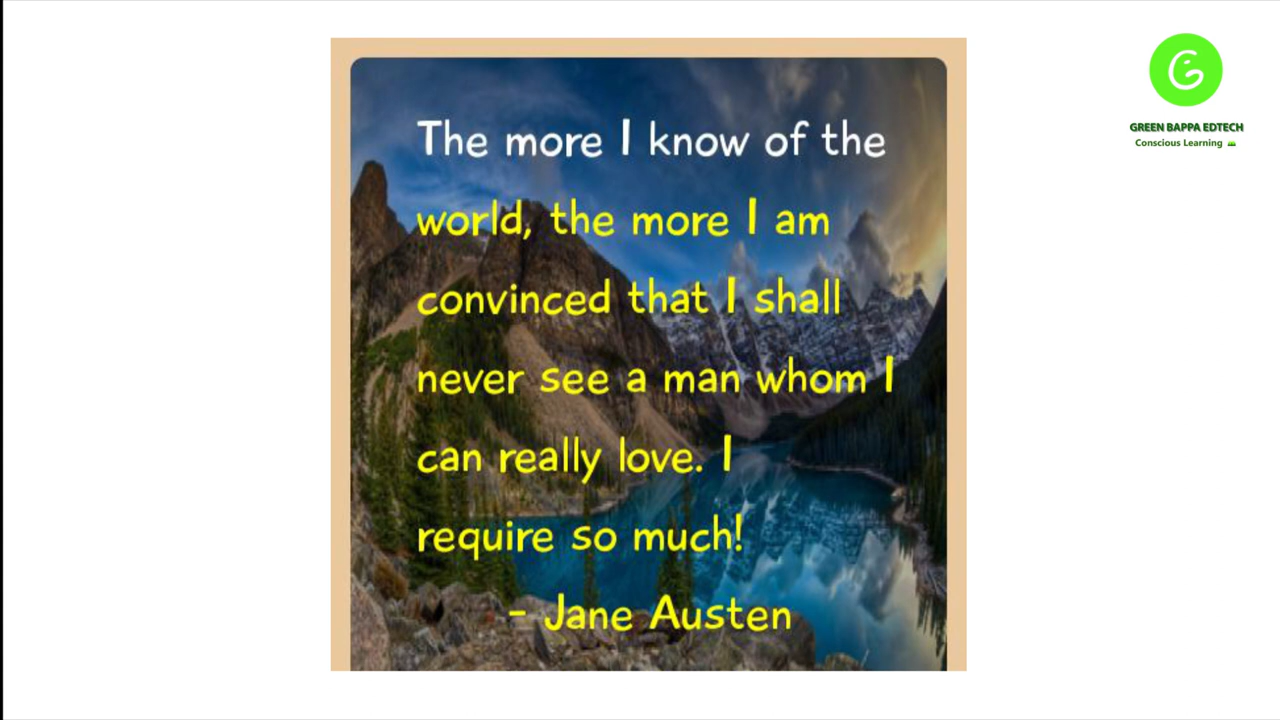 The more I know of the
world, the more I am
convinced that I shall
never see a man whom I
can really love. I
require so much!
- Jane Austen
GREEN BAPPA EDTECH
Conscious Learning